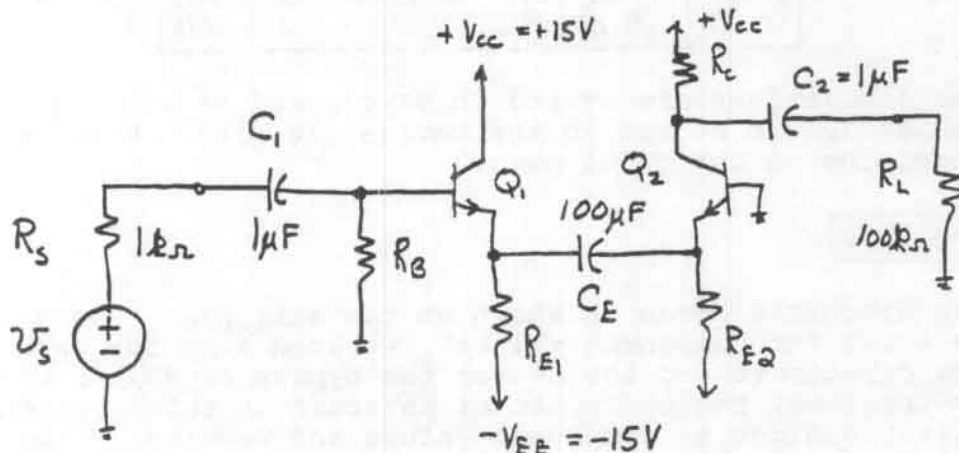 +Vcc = +15V
+Vcc
Rc
C2 = 1μF
C1
Q1
Q2
RL
100μF
Rs
1kΩ
1μF
RB
100kΩ
CE
+
vs
-
RE1
RE2
-VEE = -15V